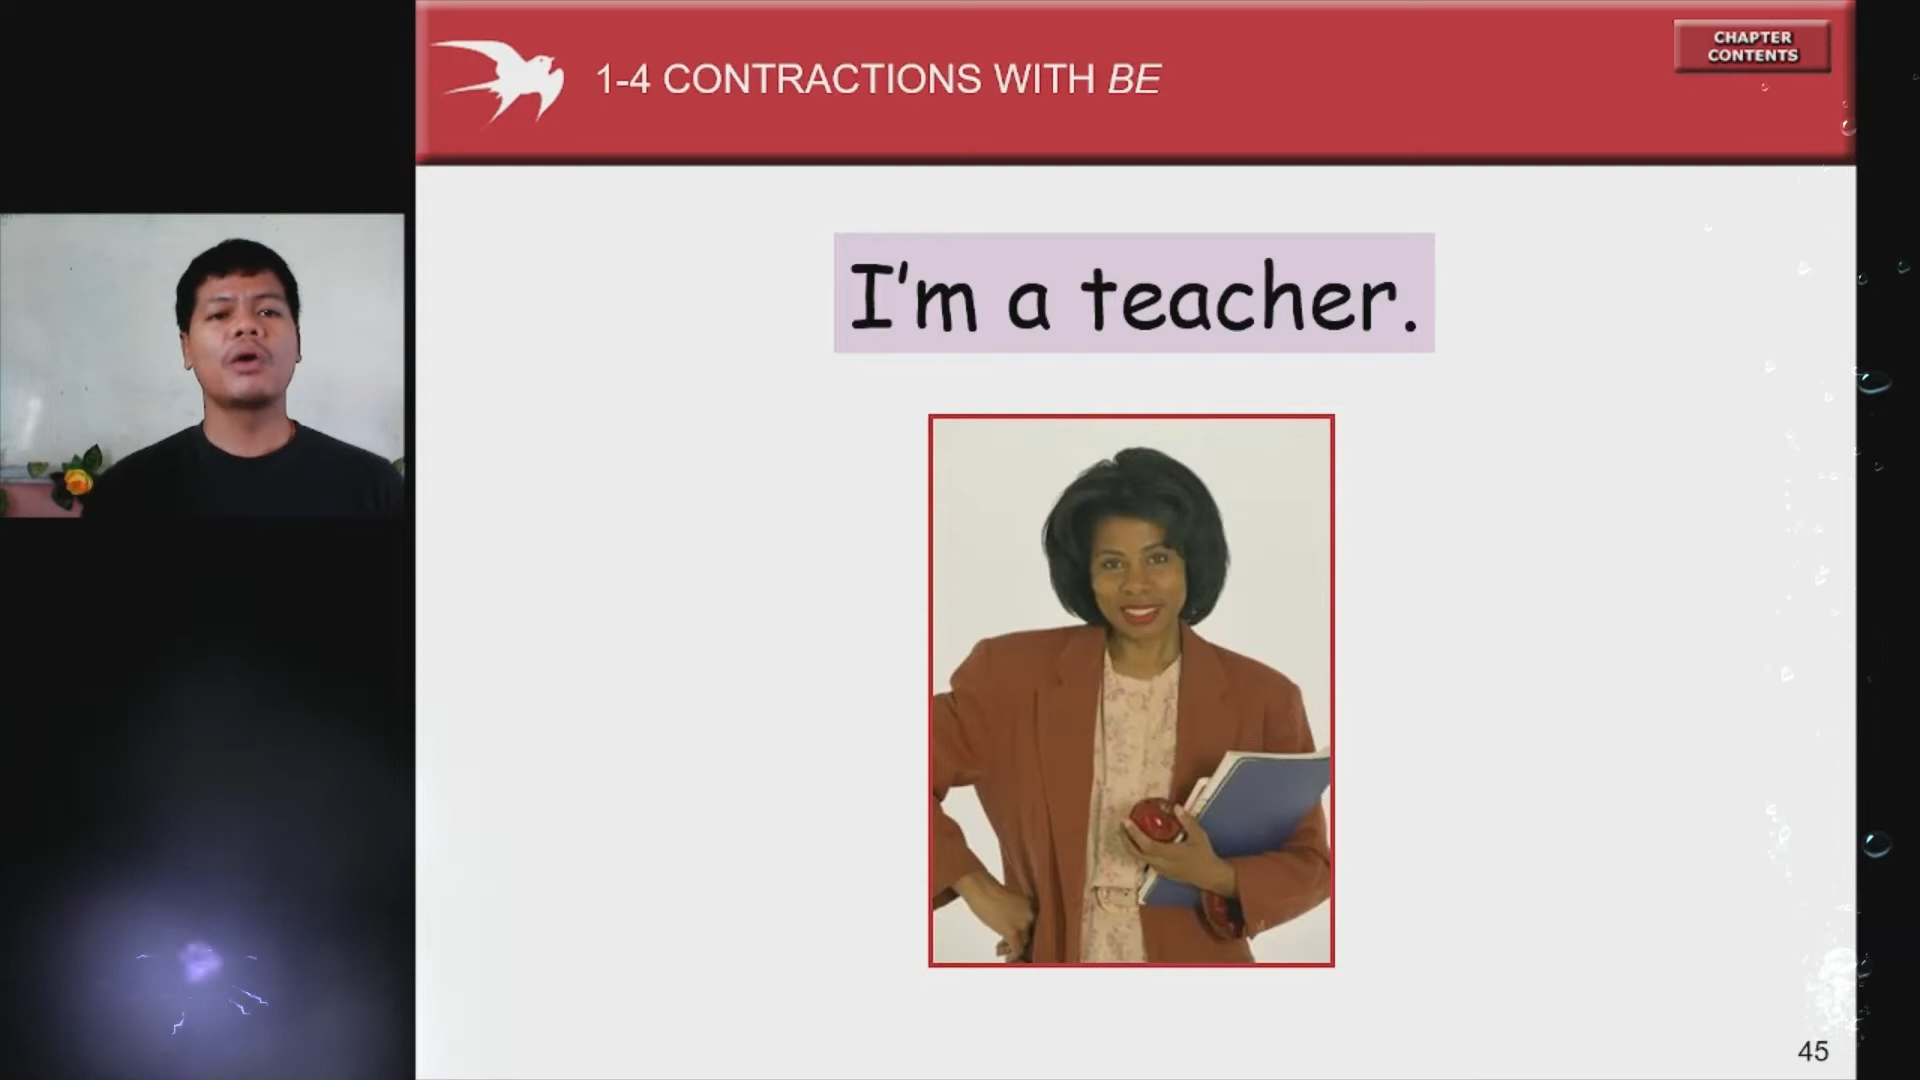 1-4 CONTRACTIONS WITH BE
CHAPTER
CONTENTS
I'm a teacher.
45